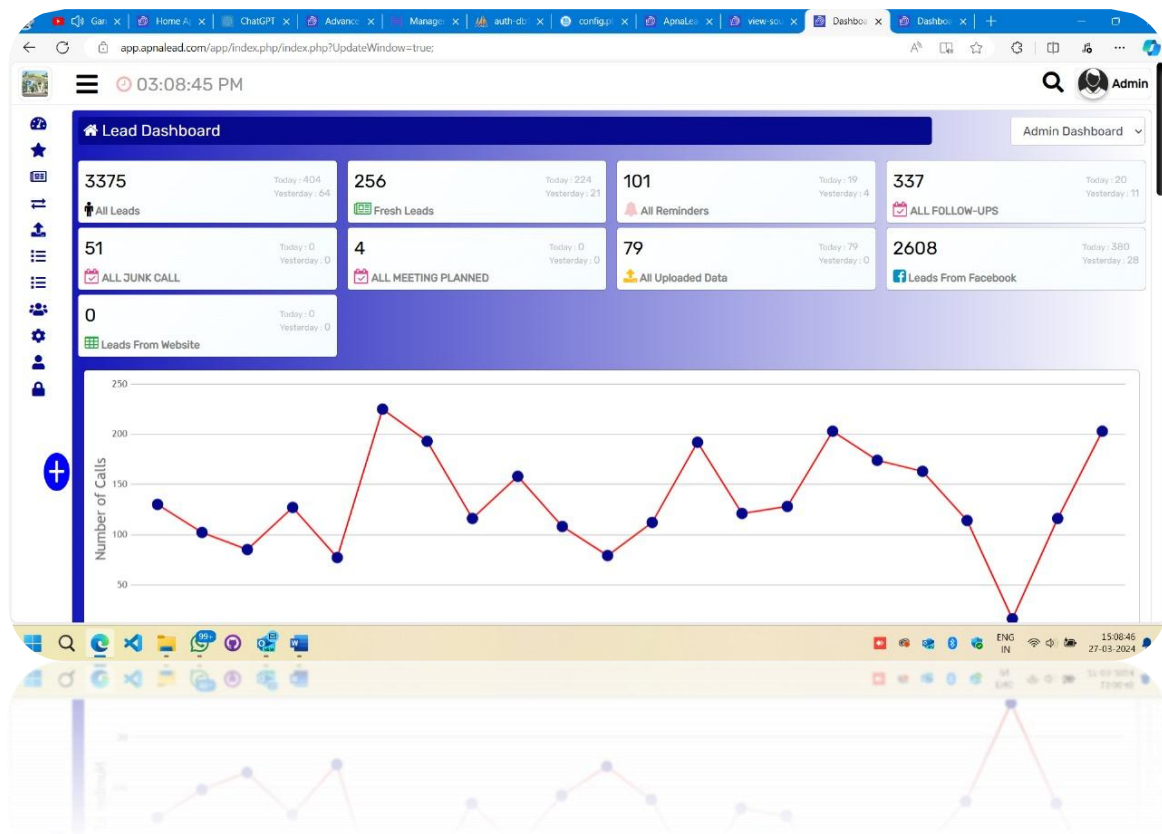 Gan
Home A
ChatGPT
Advance
Manage
auth-db
config.p
ApnaLea
view-sou
Dashboa
Dashboa
app.apnalead.com/app/index.php/index.php?UpdateWindow=true;
03:08:45 PM
Admin
Lead Dashboard
Admin Dashboard
3375
Today : 404
Yesterday : 64
All Leads
256
Today : 224
Yesterday : 21
Fresh Leads
101
Today : 19
Yesterday : 4
All Reminders
337
Today : 20
Yesterday : 11
ALL FOLLOW-UPS
51
Today : 0
Yesterday : 0
ALL JUNK CALL
4
Today : 0
Yesterday : 0
ALL MEETING PLANNED
79
Today : 79
Yesterday : 0
All Uploaded Data
2608
Today : 380
Yesterday : 28
Leads From Facebook
0
Today : 0
Yesterday : 0
Leads From Website
Number of Calls
250
200
150
100
50
99+
ENG
IN
15:08:46
27-03-2024